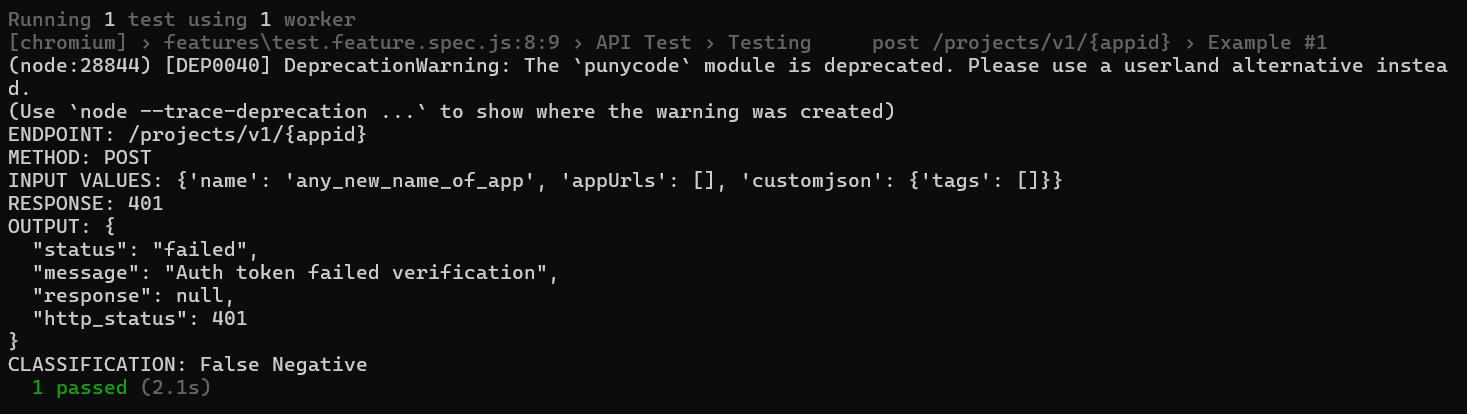 Running 1 test using 1 worker
[chromium] › features\test.feature.spec.js:8:9 › API Test › Testing     post /projects/v1/{appid} › Example #1
(node:28844) [DEP0040] DeprecationWarning: The `punycode` module is deprecated. Please use a userland alternative instea
d.
(Use `node --trace-deprecation ...` to show where the warning was created)
ENDPOINT: /projects/v1/{appid}
METHOD: POST
INPUT VALUES: {'name': 'any_new_name_of_app', 'appUrls': [], 'customjson': {'tags': []}}
RESPONSE: 401
OUTPUT: {
  "status": "failed",
  "message": "Auth token failed verification",
  "response": null,
  "http_status": 401
}
CLASSIFICATION: False Negative
  1 passed (2.1s)